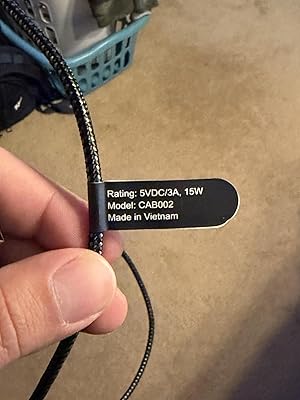 Rating: 5VDC/3A, 15W
Model: CAB002
Made in Vietnam